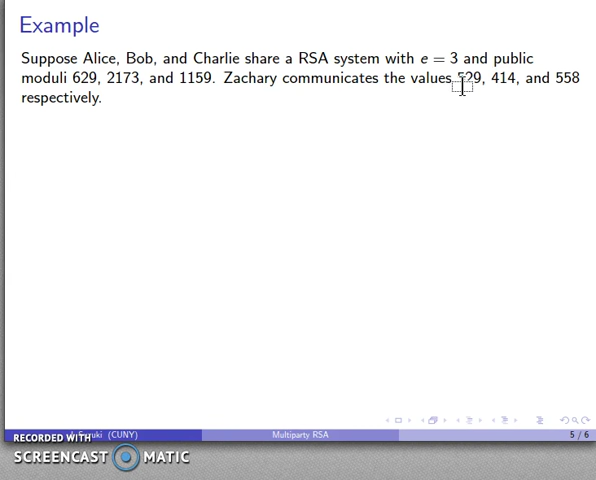 Example
Suppose Alice, Bob, and Charlie share a RSA system with e = 3 and public
moduli 629, 2173, and 1159. Zachary communicates the values 529, 414, and 558
respectively.
(CUNY)
Multiparty RSA
5 / 6
RECORDED WITH
SCREENCAST MATIC